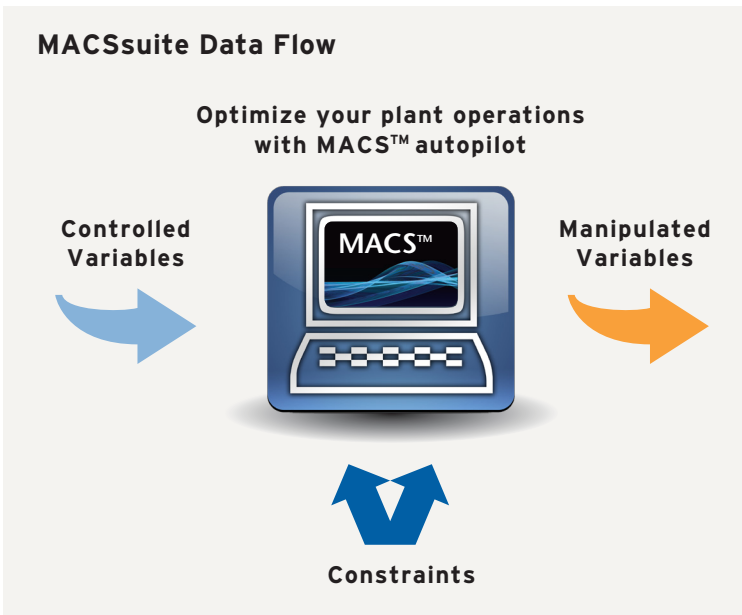 MACSsuite Data Flow
Optimize your plant operations
with MACS™ autopilot
Controlled
Variables
MACS™
Manipulated
Variables
Constraints